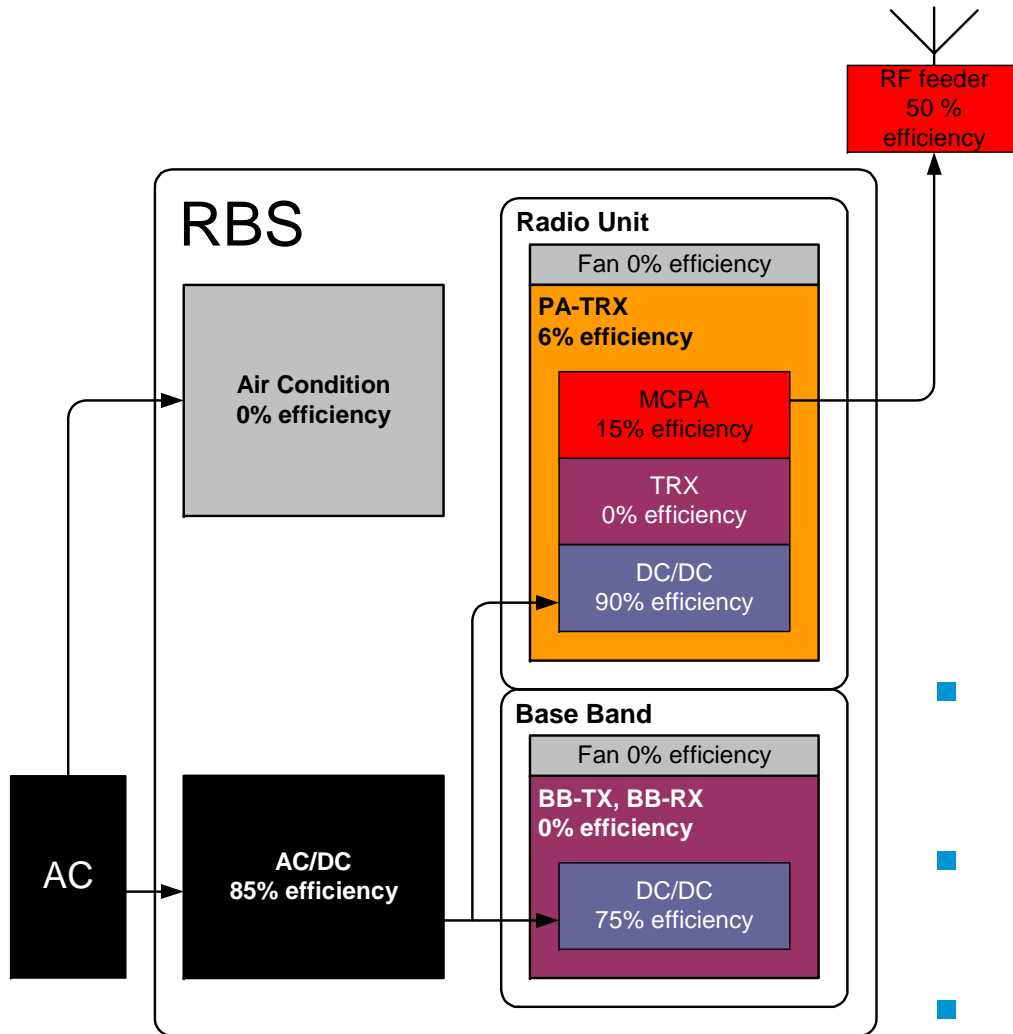 RF feeder
50 %
efficiency
RBS
Radio Unit
Fan 0% efficiency
PA-TRX
6% efficiency
Air Condition
0% efficiency
MCPA
15% efficiency
TRX
0% efficiency
DC/DC
90% efficiency
Base Band
Fan 0% efficiency
BB-TX, BB-RX
0% efficiency
AC
AC/DC
85% efficiency
DC/DC
75% efficiency